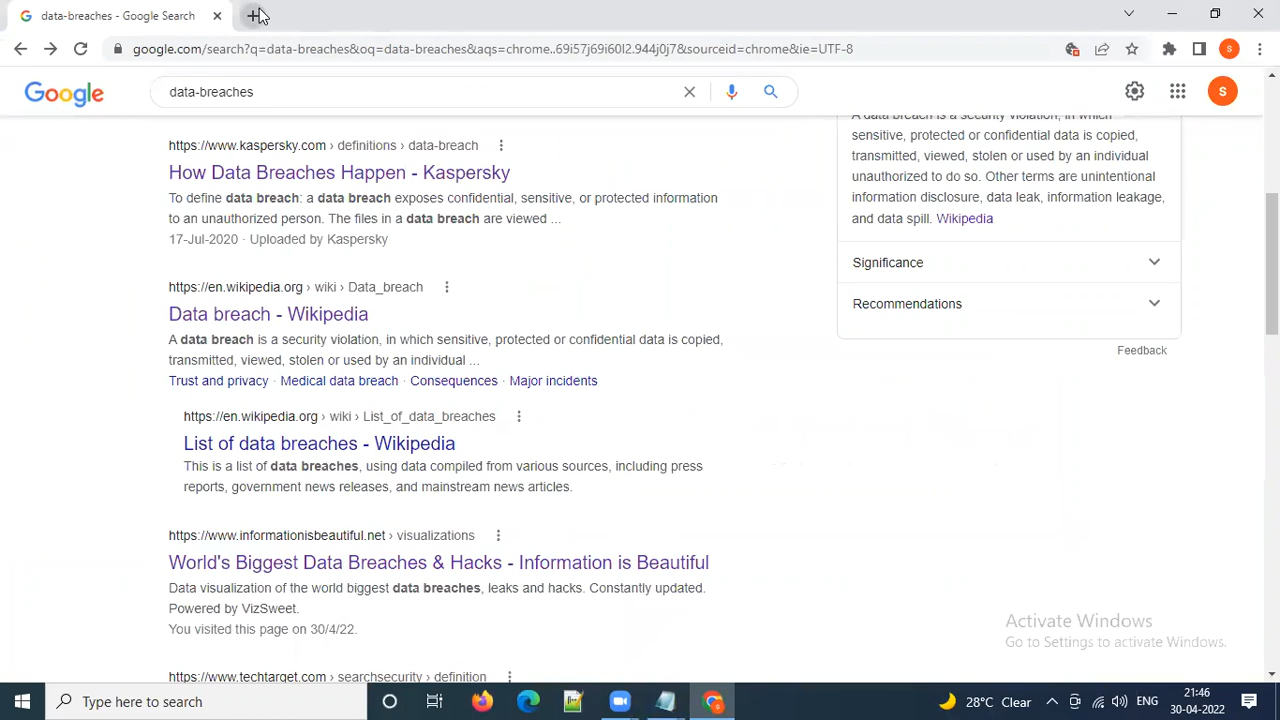 data-breaches - Google Search
google.com/search?q=data-breaches&oq=data-breaches&aqs=chrome..69i57j69i60l2.944j0j7&sourceid=chrome&ie=UTF-8
S
Google
data-breaches
S
https://www.kaspersky.com › definitions › data-breach
How Data Breaches Happen - Kaspersky
To define data breach: a data breach exposes confidential, sensitive, or protected information
to an unauthorized person. The files in a data breach are viewed ...
17-Jul-2020 · Uploaded by Kaspersky
https://en.wikipedia.org › wiki › Data_breach
Data breach - Wikipedia
A data breach is a security violation, in which sensitive, protected or confidential data is copied,
transmitted, viewed, stolen or used by an individual ...
Trust and privacy · Medical data breach · Consequences · Major incidents
https://en.wikipedia.org › wiki › List_of_data_breaches
List of data breaches - Wikipedia
This is a list of data breaches, using data compiled from various sources, including press
reports, government news releases, and mainstream news articles.
https://www.informationisbeautiful.net › visualizations
World's Biggest Data Breaches & Hacks - Information is Beautiful
Data visualization of the world biggest data breaches, leaks and hacks. Constantly updated.
Powered by VizSweet.
You visited this page on 30/4/22.
https://www.techtarget.com › searchsecurity › definition
A data breach is a security violation, in which
sensitive, protected or confidential data is copied,
transmitted, viewed, stolen or used by an individual
unauthorized to do so. Other terms are unintentional
information disclosure, data leak, information leakage,
and data spill. Wikipedia
Significance
Recommendations
Feedback
Activate Windows
Go to Settings to activate Windows.
Type here to search
28°C Clear
ENG
21:46
30-04-2022